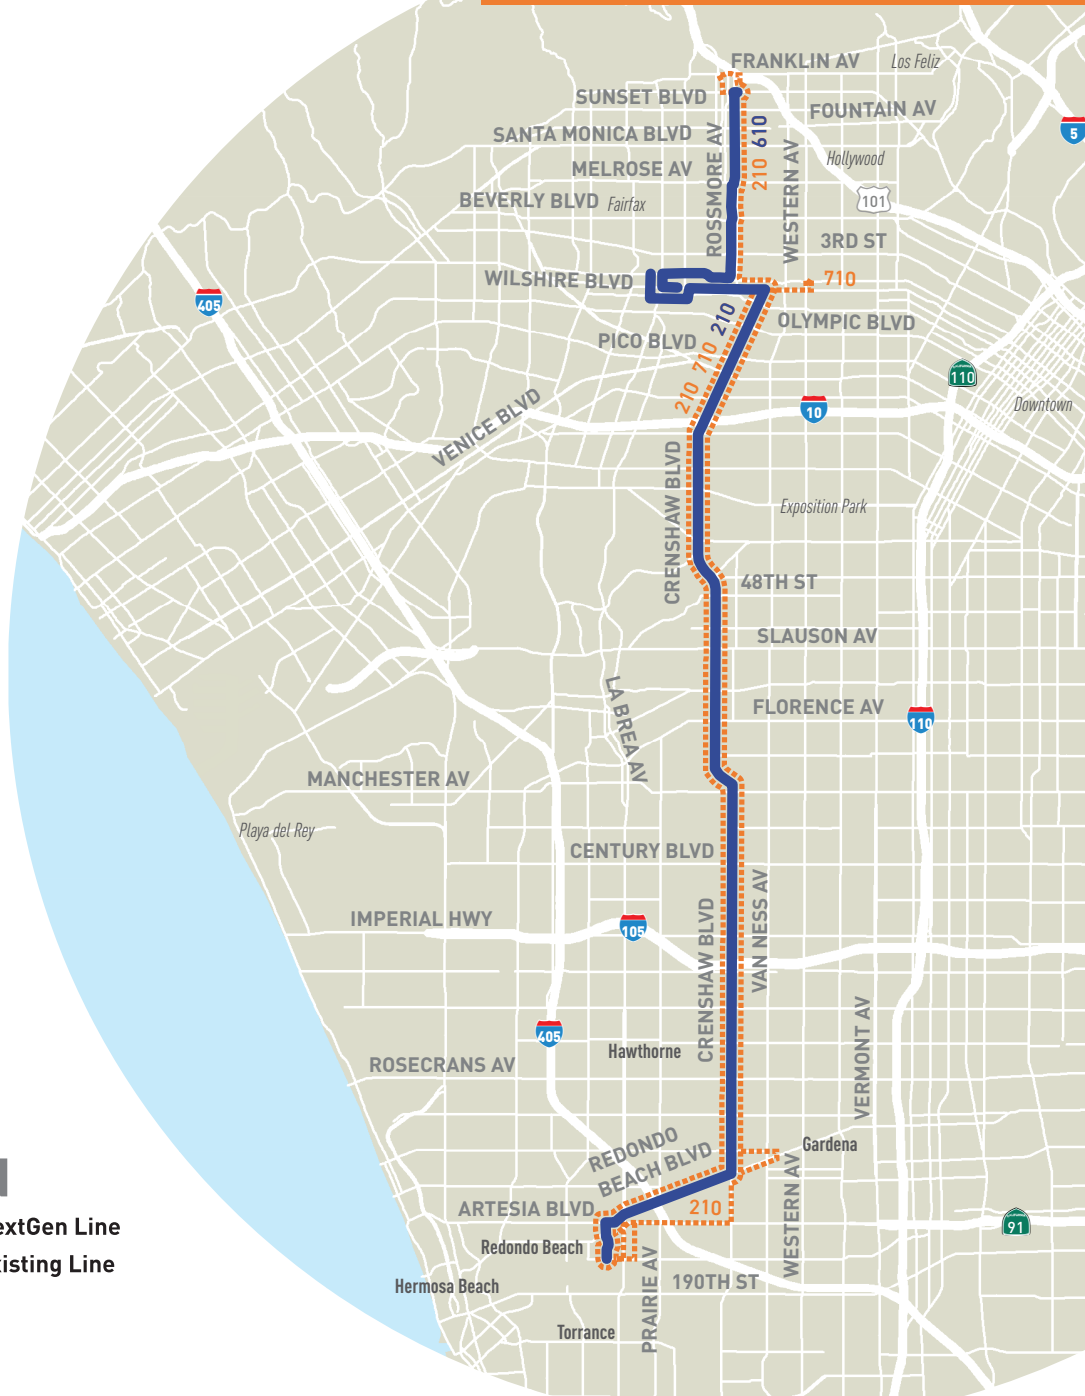 FRANKLIN AV
Los Feliz
SUNSET BLVD
FOUNTAIN AV
5
SANTA MONICA BLVD
ROSSMORE AV
210 610
WESTERN AV
Hollywood
MELROSE AV
BEVERLY BLVD
Fairfax
101
3RD ST
WILSHIRE BLVD
710
405
210
OLYMPIC BLVD
PICO BLVD
210 710
110
10
Downtown
VENICE BLVD
CRENSHAW BLVD
Exposition Park
48TH ST
SLAUSON AV
LA BREA AV
FLORENCE AV
110
MANCHESTER AV
Playa del Rey
CENTURY BLVD
VAN NESS AV
CRENSHAW BLVD
IMPERIAL HWY
105
405
Hawthorne
VERMONT AV
ROSECRANS AV
REDONDO
BEACH BLVD
Gardena
WESTERN AV
ARTESIA BLVD
210
91
extGen Line
xisting Line
Redondo Beach
PRAIRIE AV
190TH ST
Hermosa Beach
Torrance